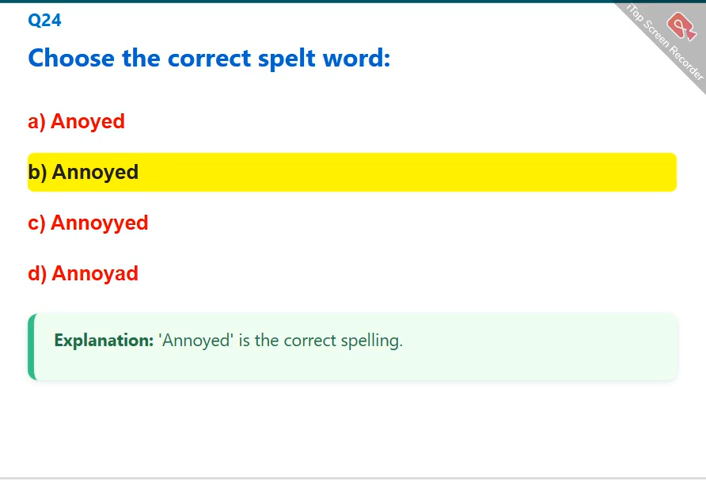 Q24
iTop Screen Recorder
Choose the correct spelt word:
a) Anoyed
b) Annoyed
c) Annoyyed
d) Annoyad
Explanation: 'Annoyed' is the correct spelling.